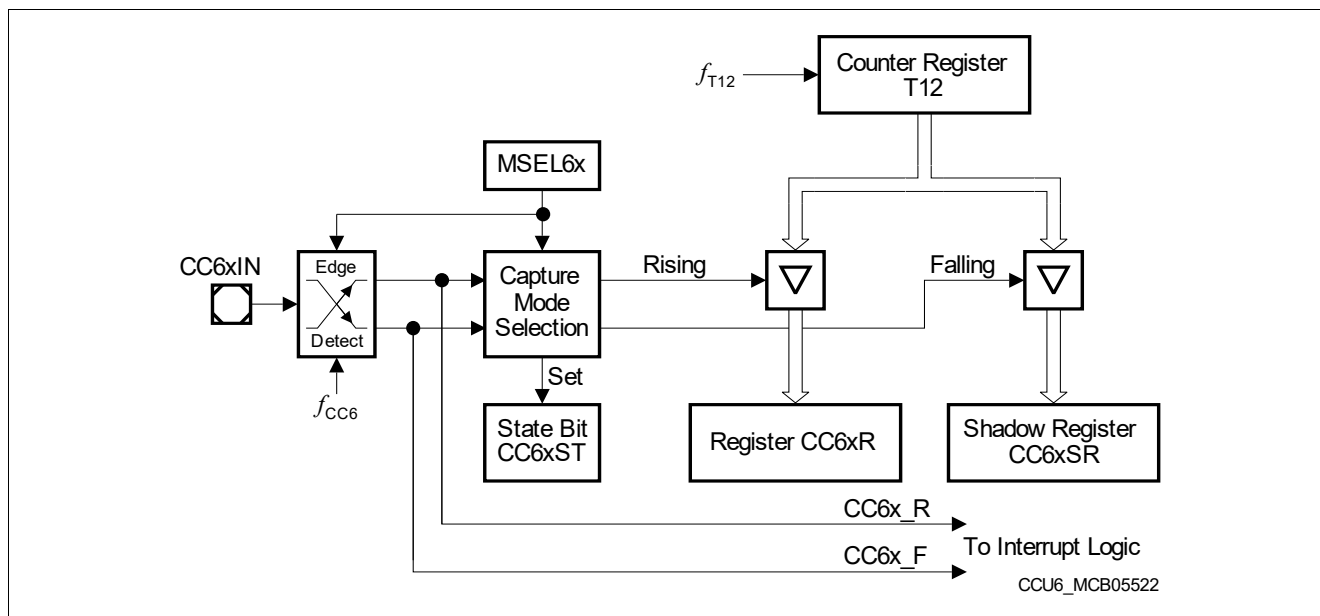 Counter Register
T12
fT12
MSEL6x
CC6xIN
Edge
Detect
fCC6
Capture
Mode
Selection
Rising
Falling
Set
State Bit
CC6xST
Register CC6xR
Shadow Register
CC6xSR
CC6x_R
CC6x_F
To Interrupt Logic
CCU6_MCB05522